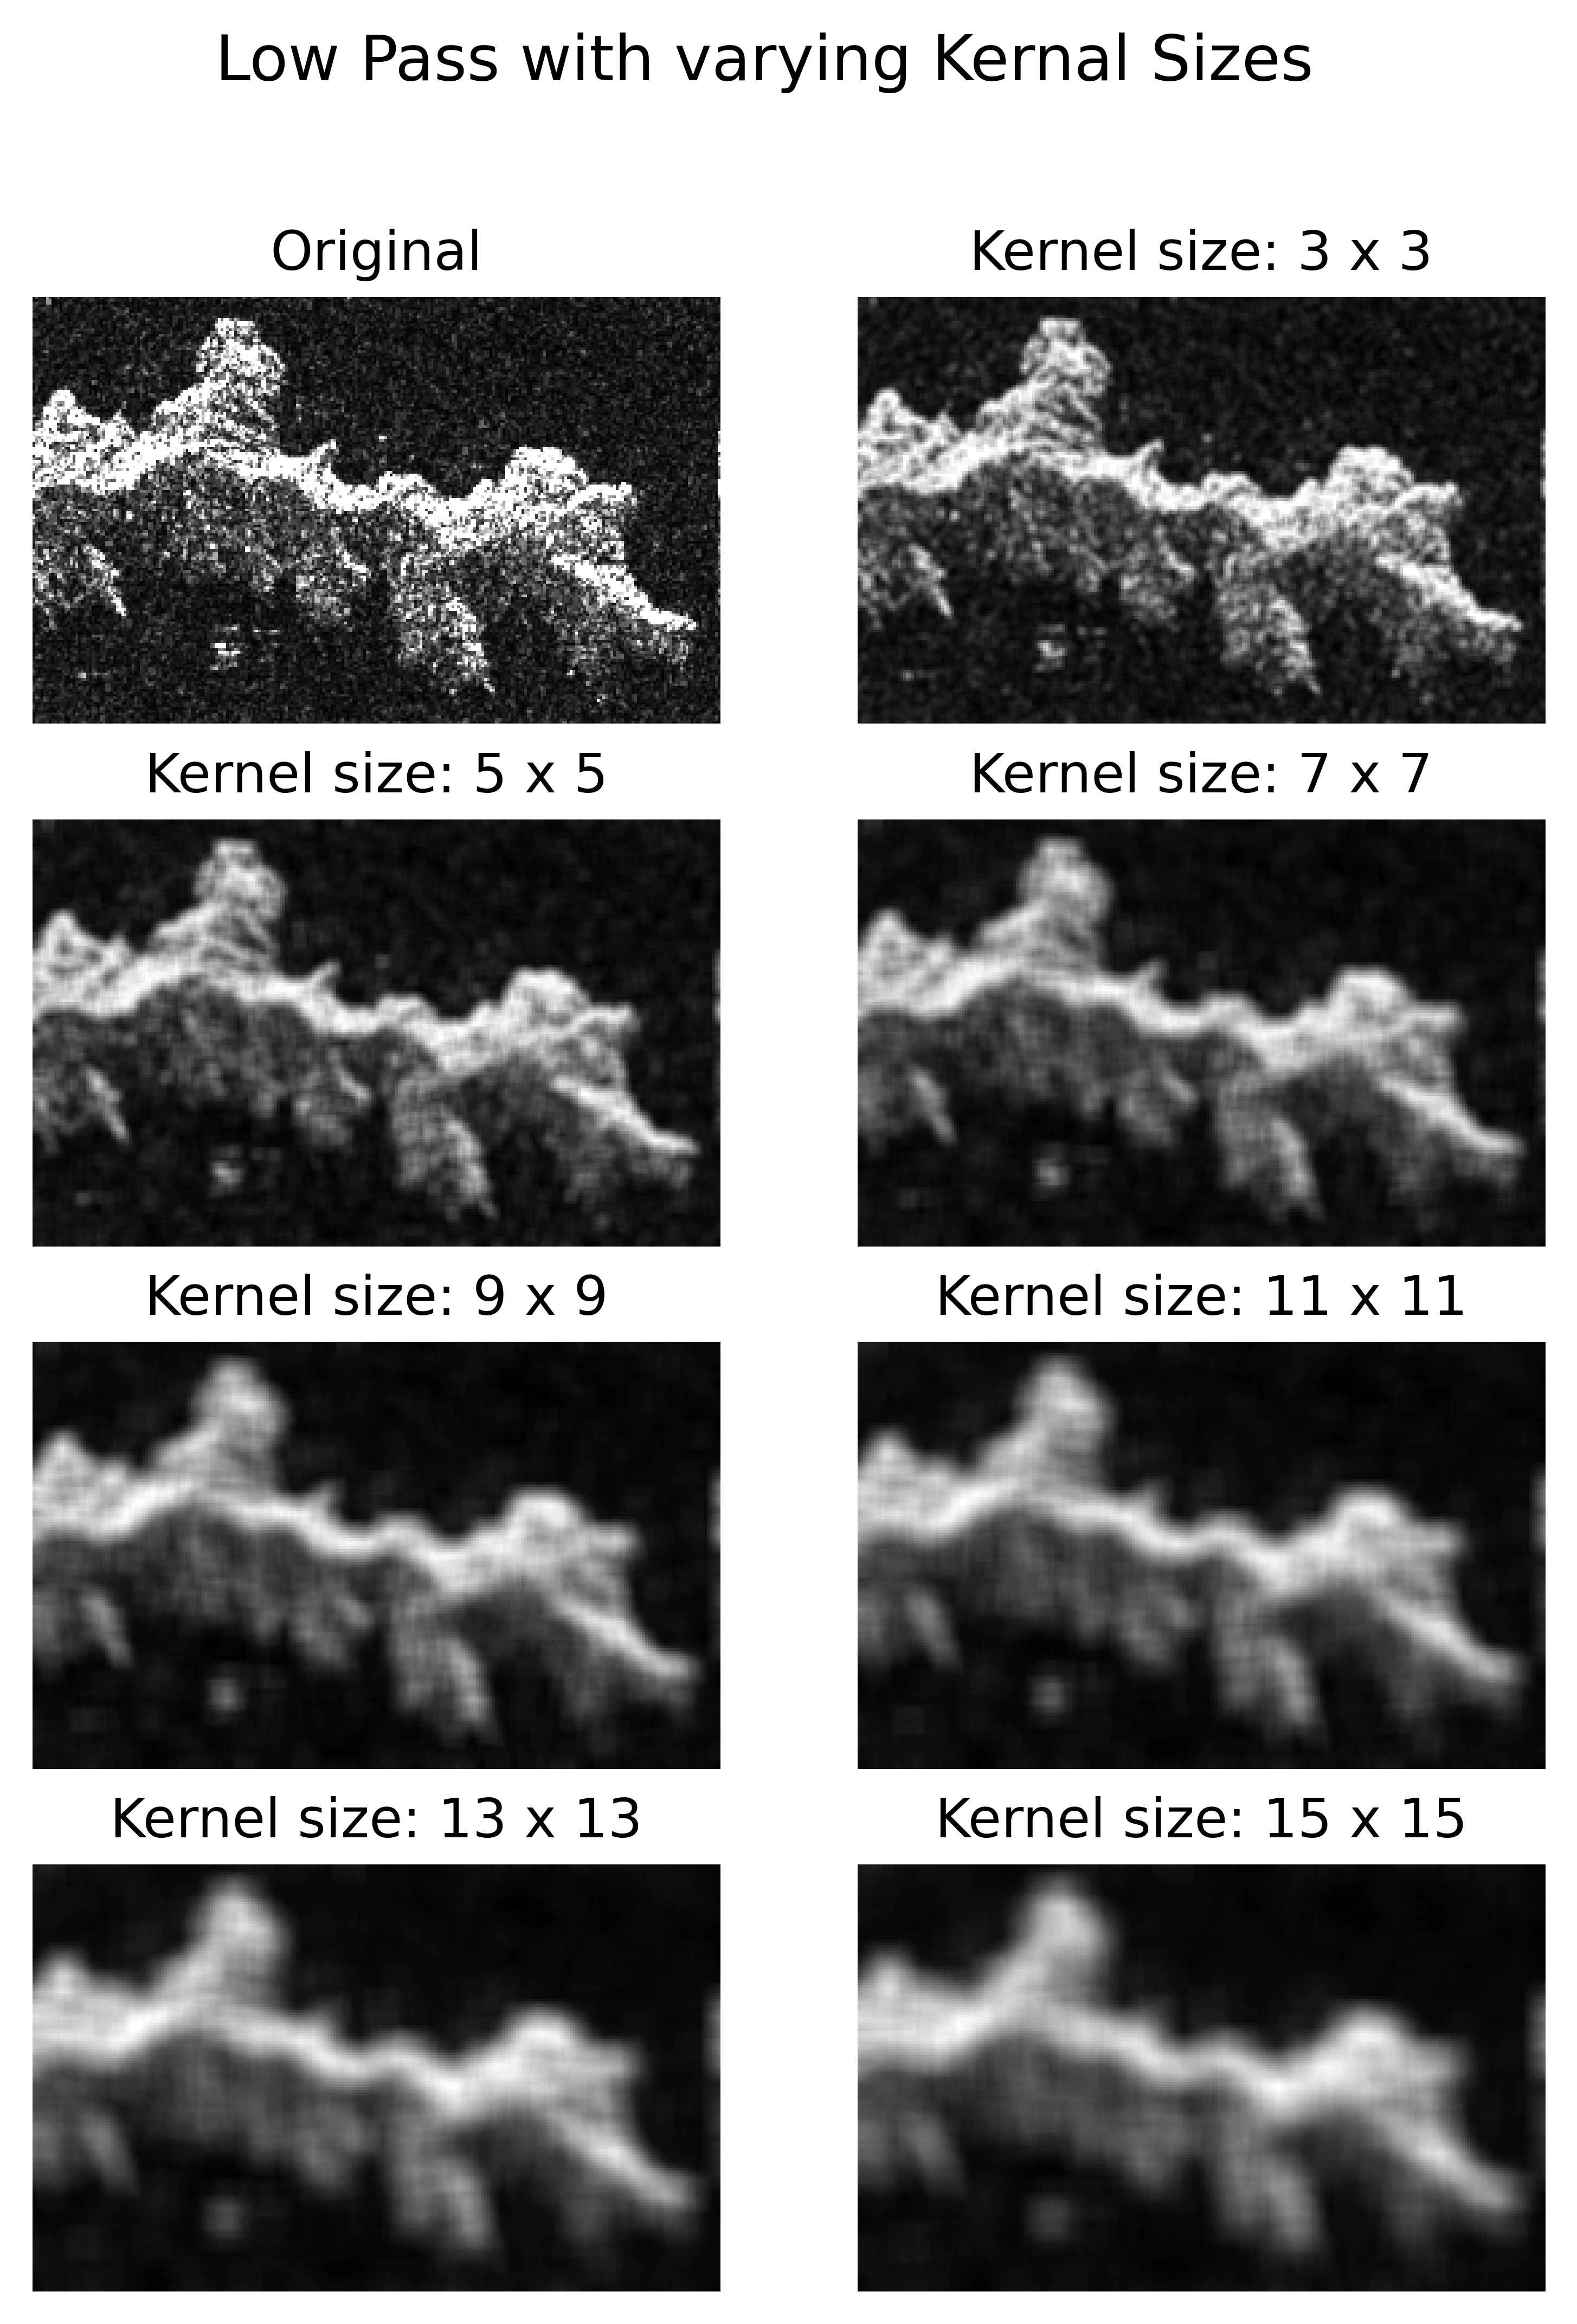 Low Pass with varying Kernal Sizes
Original
Kernel size: 3 x 3
Kernel size: 5 x 5
Kernel size: 7 x 7
Kernel size: 9 x 9
Kernel size: 11 x 11
Kernel size: 13 x 13
Kernel size: 15 x 15